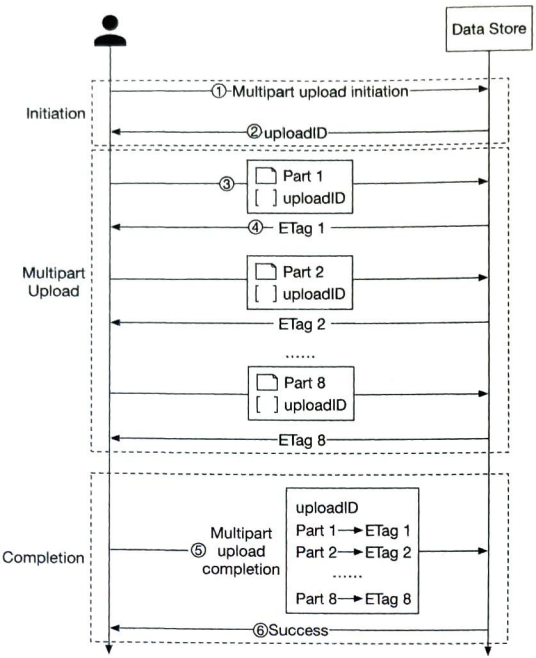 Data Store
Initiation
① Multipart upload initiation
② uploadID
Multipart
Upload
③
Part 1
[ ] uploadID
④ ETag 1
Part 2
[ ] uploadID
ETag 2
......
Part 8
[ ] uploadID
ETag 8
Completion
⑤ Multipart
upload
completion
uploadID
Part 1→ETag 1
Part 2→ETag 2
......
Part 8→ETag 8
⑥Success